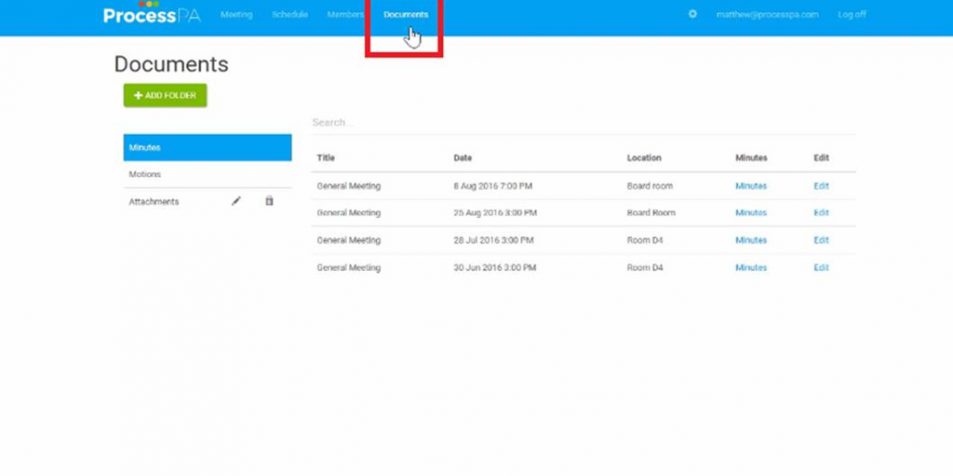 ProcessPA Meeting Schedule Members Documents matthew@processpa.com Log off
Documents
+ ADD FOLDER
Search...
Minutes
Motions
Attachments
Title Date Location Minutes Edit
General Meeting 8 Aug 2016 7:00 PM Board room Minutes Edit
General Meeting 25 Aug 2016 3:00 PM Board Room Minutes Edit
General Meeting 28 Jul 2016 3:00 PM Room D4 Minutes Edit
General Meeting 30 Jun 2016 3:00 PM Room D4 Minutes Edit